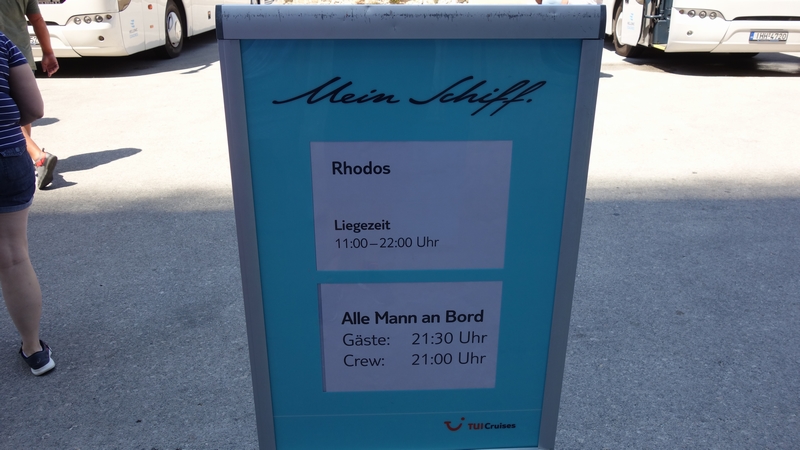 Mein Schiff.
Rhodos
Liegezeit
11:00–22:00 Uhr
Alle Mann an Bord
Gäste: 21:30 Uhr
Crew: 21:00 Uhr
TUI Cruises